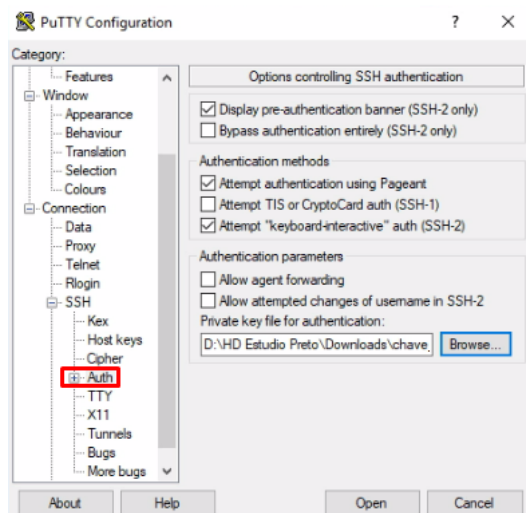 PuTTY Configuration
?
Category:
Features
Window
Appearance
Behaviour
Translation
Selection
Colours
Connection
Data
Proxy
Telnet
Rlogin
SSH
Kex
Host keys
Cipher
Auth
TTY
X11
Tunnels
Bugs
More bugs
Options controlling SSH authentication
Display pre-authentication banner (SSH-2 only)
Bypass authentication entirely (SSH-2 only)
Authentication methods
Attempt authentication using Pageant
Attempt TIS or CryptoCard auth (SSH-1)
Attempt "keyboard-interactive" auth (SSH-2)
Authentication parameters
Allow agent forwarding
Allow attempted changes of username in SSH-2
Private key file for authentication:
D:\HD Estudio Preto\Downloads\chave_
Browse...
About
Help
Open
Cancel